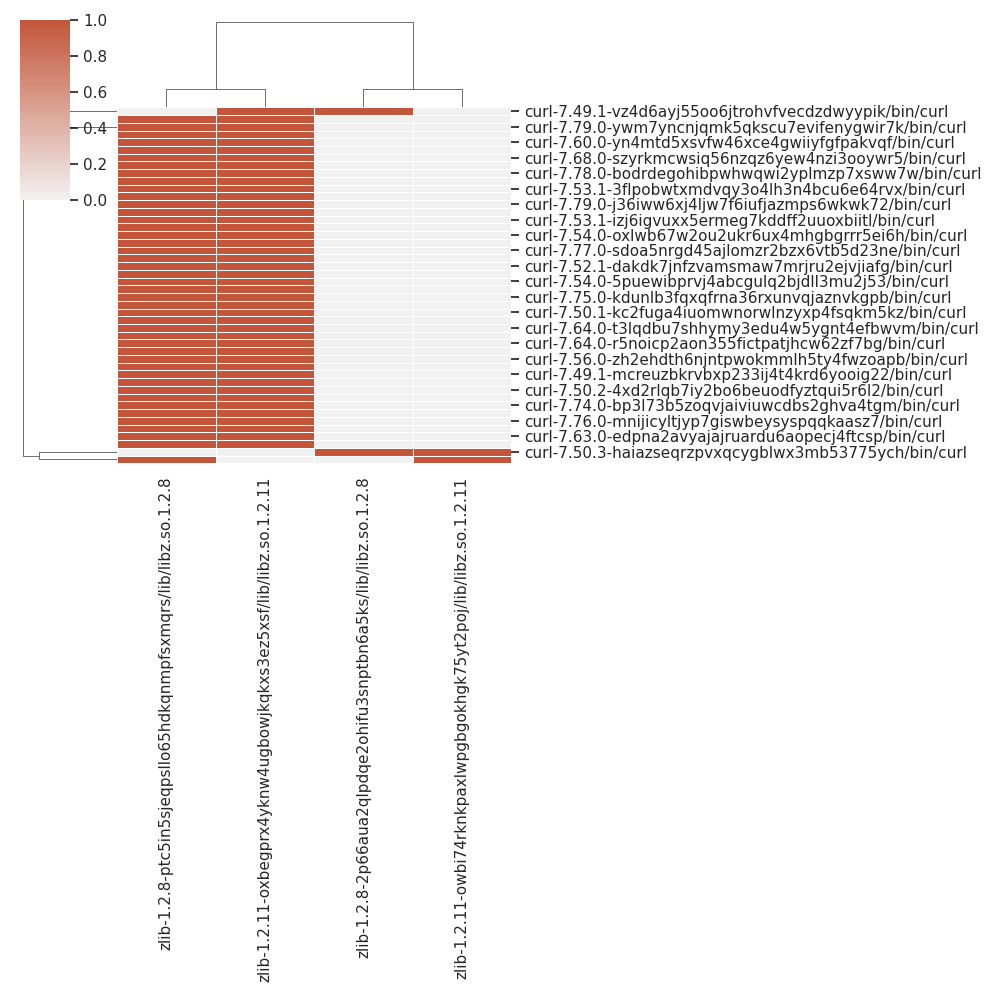 1.0
0.8
0.6
0.4
0.2
0.0
curl-7.49.1-vz4d6ayj55oo6jtrohvfvecdzdwyypik/bin/curl
curl-7.79.0-ywm7yncnjqmk5qkscu7evifenygwir7k/bin/curl
curl-7.60.0-yn4mtd5xsvfw46xce4gwiiyfgfpakvqf/bin/curl
curl-7.68.0-szyrkmcwsiq56nzqz6yew4nzi3ooywr5/bin/curl
curl-7.78.0-bodrdegohibpwhwqwi2yplmzp7xsww7w/bin/curl
curl-7.53.1-3flpobwtxmdvqy3o4lh3n4bcu6e64rvx/bin/curl
curl-7.79.0-j36iww6xj4ljw7f6iufjazmps6wkwk72/bin/curl
curl-7.53.1-izj6igvuxx5ermeg7kddff2uuoxbiitl/bin/curl
curl-7.54.0-oxlwb67w2ou2ukr6ux4mhgbgrrr5ei6h/bin/curl
curl-7.77.0-sdoa5nrgd45ajlomzr2bzx6vtb5d23ne/bin/curl
curl-7.52.1-dakdk7jnfzvamsmaw7mrjru2ejvjiafg/bin/curl
curl-7.54.0-5puewibprvj4abcgulq2bjdll3mu2j53/bin/curl
curl-7.75.0-kdunlb3fqxqfrna36rxunvqjaznvkgpb/bin/curl
curl-7.50.1-kc2fuga4iuomwnorwlnzyxp4fsqkm5kz/bin/curl
curl-7.64.0-t3lqdbu7shhymy3edu4w5ygnt4efbwvm/bin/curl
curl-7.64.0-r5noicp2aon355fictpatjhcw62zf7bg/bin/curl
curl-7.56.0-zh2ehdth6njntpwokmmlh5ty4fwzoapb/bin/curl
curl-7.49.1-mcreuzbkrvbxp233ij4t4krd6yooig22/bin/curl
curl-7.50.2-4xd2rlqb7iy2bo6beuodfyztqui5r6l2/bin/curl
curl-7.74.0-bp3l73b5zoqvjaiviuwcdbs2ghva4tgm/bin/curl
curl-7.76.0-mnijicyltjyp7giswbeysyspqqkaasz7/bin/curl
curl-7.63.0-edpna2avyajajruardu6aopecj4ftcsp/bin/curl
curl-7.50.3-haiazseqrzpvxqcygblwx3mb53775ych/bin/curl
zlib-1.2.8-ptc5in5sjeqpsllo65hdkqnmpfsxmqrs/lib/libz.so.1.2.8
zlib-1.2.11-oxbegprx4yknw4ugbowjkqkxs3ez5xsf/lib/libz.so.1.2.11
zlib-1.2.8-2p66aua2qlpdqe2ohifu3snptbn6a5ks/lib/libz.so.1.2.8
zlib-1.2.11-owbi74rknkpaxlwpgbgokhgk75yt2poj/lib/libz.so.1.2.11